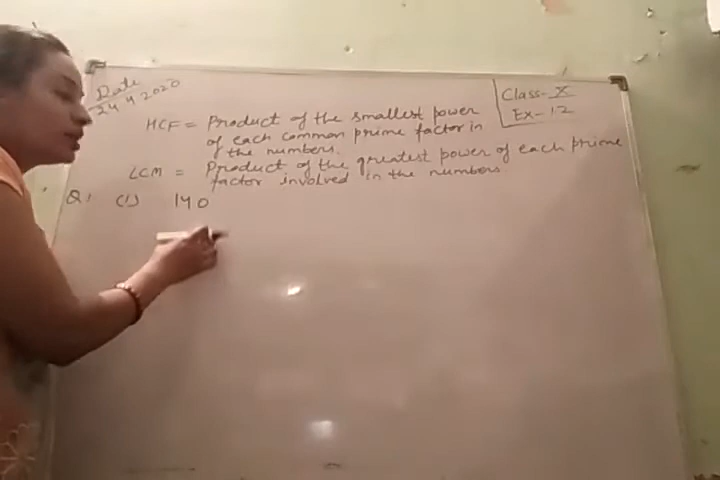 Date
24 4 2020
Class- X
Ex- 1.2
HCF = Product of the smallest power
of each common prime factor in
the numbers.
LCM = Product of the greatest power of each prime
factor involved in the numbers.
Q1 (i) 140